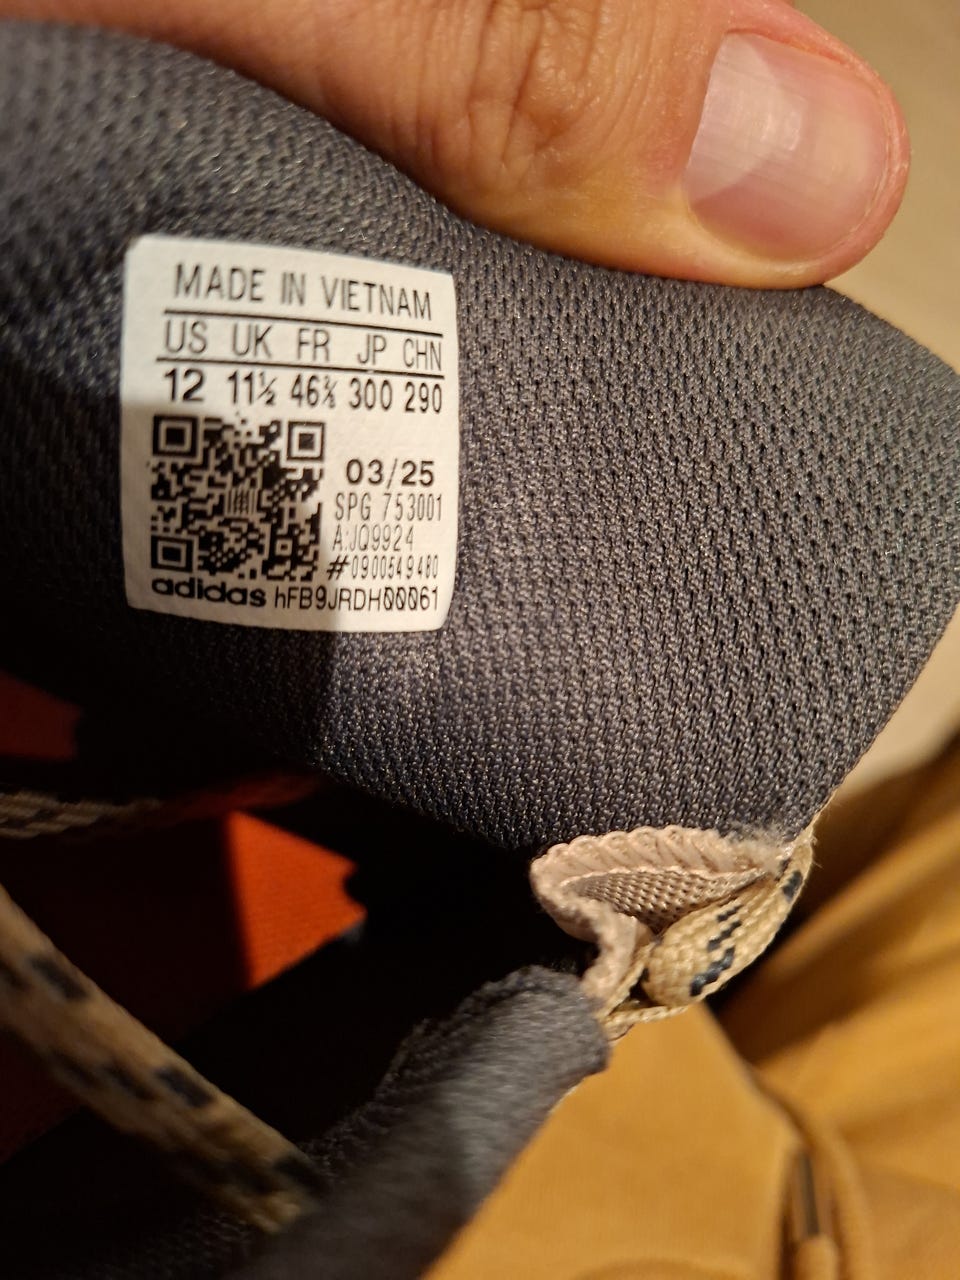 MADE IN VIETNAM
US UK FR JP CHN
12 11½ 46⅔ 300 290
03/25
SPG 753001
A:JQ9924
#0900549480
adidas hFB9JRDH00061